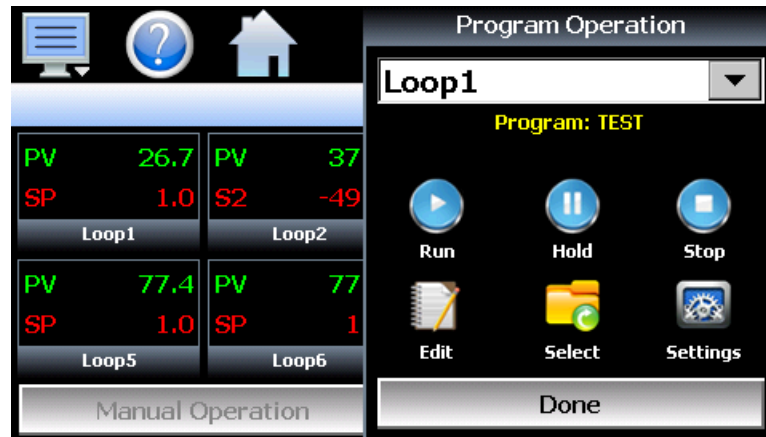 ?
Program Operation
Loop1
Program: TEST
PV 26.7 PV 37
SP 1.0 S2 -49
Loop1 Loop2
Run Hold Stop
PV 77.4 PV 77
SP 1.0 SP 1
Loop5 Loop6
Edit Select Settings
Manual Operation
Done